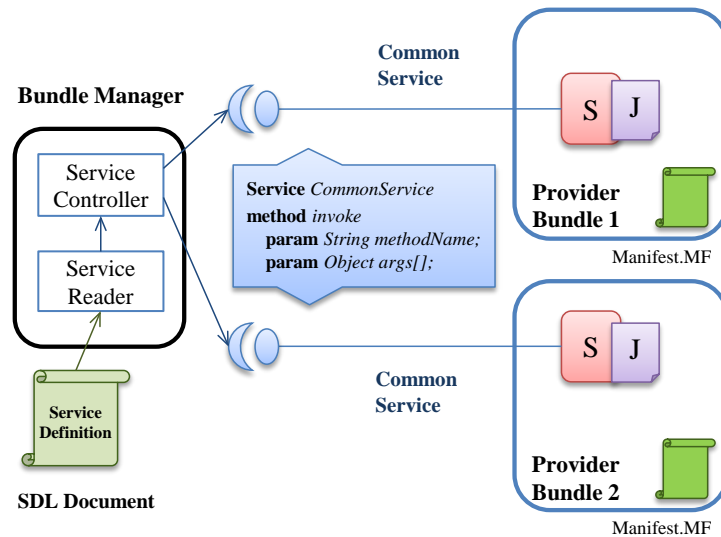 Common
Service
Bundle Manager
S
J
Service
Controller
Service CommonService
method invoke
param String methodName;
param Object args[];
Provider
Bundle 1
Manifest.MF
Service
Reader
S
J
Common
Service
Service
Definition
Provider
Bundle 2
SDL Document
Manifest.MF